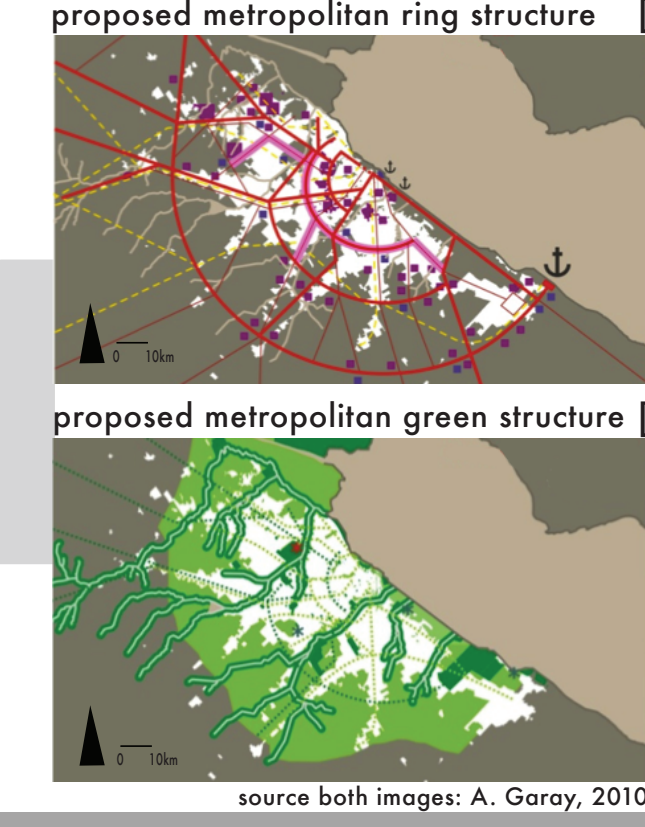 proposed metropolitan ring structure [
0 10km
proposed metropolitan green structure [
0 10km
source both images: A. Garay, 2010